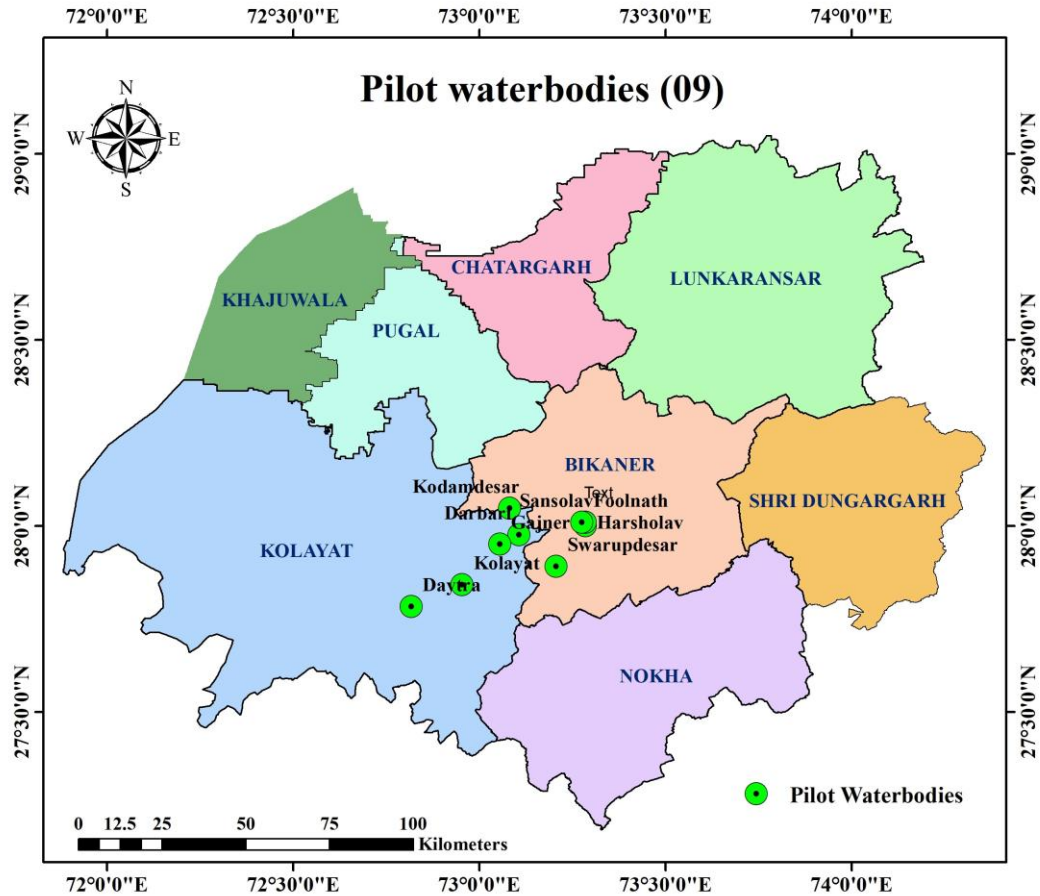 72°0'0"E 72°30'0"E 73°0'0"E 73°30'0"E 74°0'0"E
Pilot waterbodies (09)
N
W E
S
29°0'0"N 29°0'0"N
CHATARGARH
LUNKARANSAR
KHAJUWALA
PUGAL
28°30'0"N 28°30'0"N
BIKANER
Kodamdesar
Text
SHRI DUNGARGARH
Sansolav Foolnath
Darbari
Gajner
Harsholav
28°0'0"N 28°0'0"N
KOLAYAT
Swarupdesar
Kolayat
Daytra
NOKHA
27°30'0"N 27°30'0"N
Pilot Waterbodies
0 12.5 25 50 75 100
Kilometers
72°0'0"E 72°30'0"E 73°0'0"E 73°30'0"E 74°0'0"E